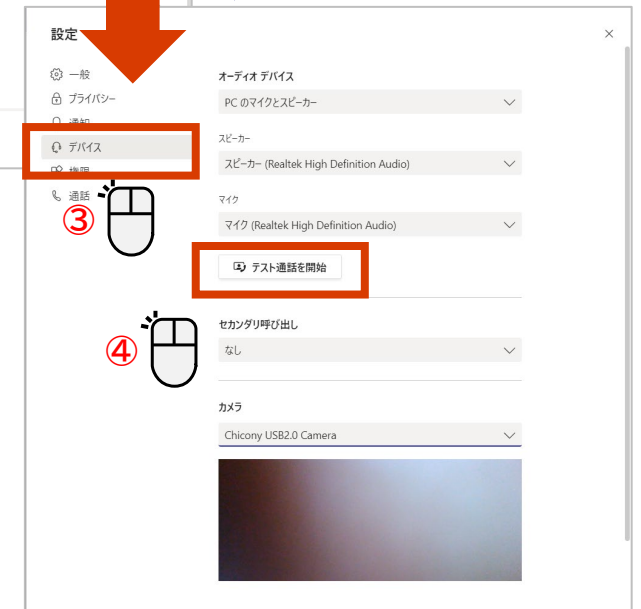 設定
一般
プライバシー
通知
デバイス
権限
通話
③
④
オーディオ デバイス
PC のマイクとスピーカー
スピーカー
スピーカー (Realtek High Definition Audio)
マイク
マイク (Realtek High Definition Audio)
テスト通話を開始
セカンダリ呼び出し
なし
カメラ
Chicony USB2.0 Camera